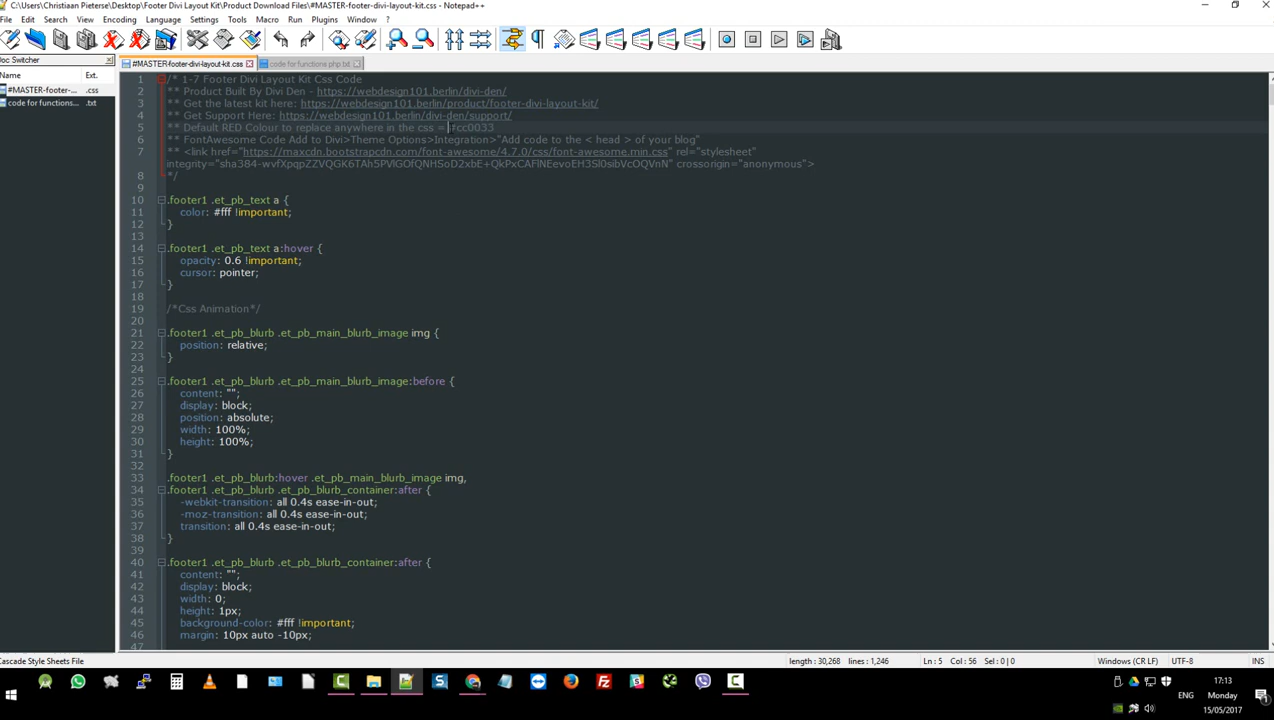 C:\Users\Christiaan Pieterse\Desktop\Footer Divi Layout Kit\Product Download Files\#MASTER-footer-divi-layout-kit.css - Notepad++
File Edit Search View Encoding Language Settings Tools Macro Run Plugins Window ?
Doc Switcher
#MASTER-footer-divi-layout-kit.css
code for functions php.txt
Name Ext.
#MASTER-footer-... .css
code for functions... .txt
1 /* 1-7 Footer Divi Layout Kit Css Code
2 ** Product Built By Divi Den - https://webdesign101.berlin/divi-den/
3 ** Get the latest kit here: https://webdesign101.berlin/product/footer-divi-layout-kit/
4 ** Get Support Here: https://webdesign101.berlin/divi-den/support/
5 ** Default RED Colour to replace anywhere in the css = #cc0033
6 ** FontAwesome Code Add to Divi>Theme Options>Integration>"Add code to the < head > of your blog"
7 ** <link href="https://maxcdn.bootstrapcdn.com/font-awesome/4.7.0/css/font-awesome.min.css" rel="stylesheet"
crossorigin="anonymous">
8 */
9
10 .footer1 .et_pb_text a {
11 color: #fff !important;
12 }
13
14 .footer1 .et_pb_text a:hover {
15 opacity: 0.6 !important;
16 cursor: pointer;
17 }
18
19 /*Css Animation*/
20
21 .footer1 .et_pb_blurb .et_pb_main_blurb_image img {
22 position: relative;
23 }
24
25 .footer1 .et_pb_blurb .et_pb_main_blurb_image:before {
26 content: "";
27 display: block;
28 position: absolute;
29 width: 100%;
30 height: 100%;
31 }
32
33 .footer1 .et_pb_blurb:hover .et_pb_main_blurb_image img,
34 .footer1 .et_pb_blurb .et_pb_blurb_container:after {
35 -webkit-transition: all 0.4s ease-in-out;
36 -moz-transition: all 0.4s ease-in-out;
37 transition: all 0.4s ease-in-out;
38 }
39
40 .footer1 .et_pb_blurb .et_pb_blurb_container:after {
41 content: "";
42 display: block;
43 width: 0;
44 height: 1px;
45 background-color: #fff !important;
46 margin: 10px auto -10px;
47
Cascade Style Sheets File length : 30,268 lines : 1,246 Ln : 5 Col : 56 Sel : 0 | 0 Windows (CR LF) UTF-8 INS
17:13
ENG Monday
15/05/2017